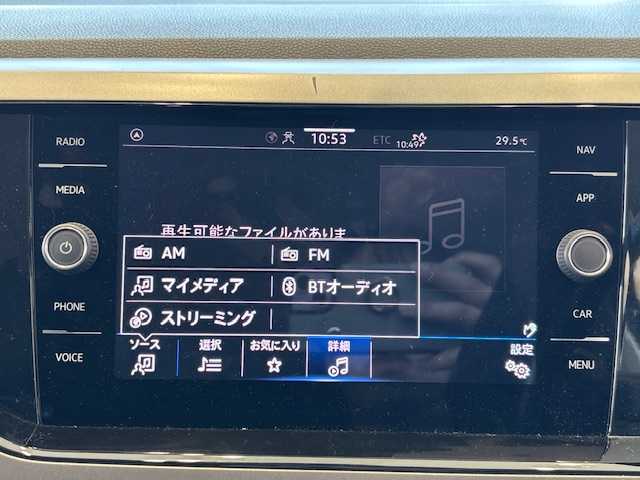 RADIO
MEDIA
PHONE
VOICE
10:53
ETC
10:49
29.5℃
再生可能なファイルがありま
AM
FM
マイメディア
BTオーディオ
ストリーミング
ソース
選択
お気に入り
詳細
設定
NAV
APP
CAR
MENU